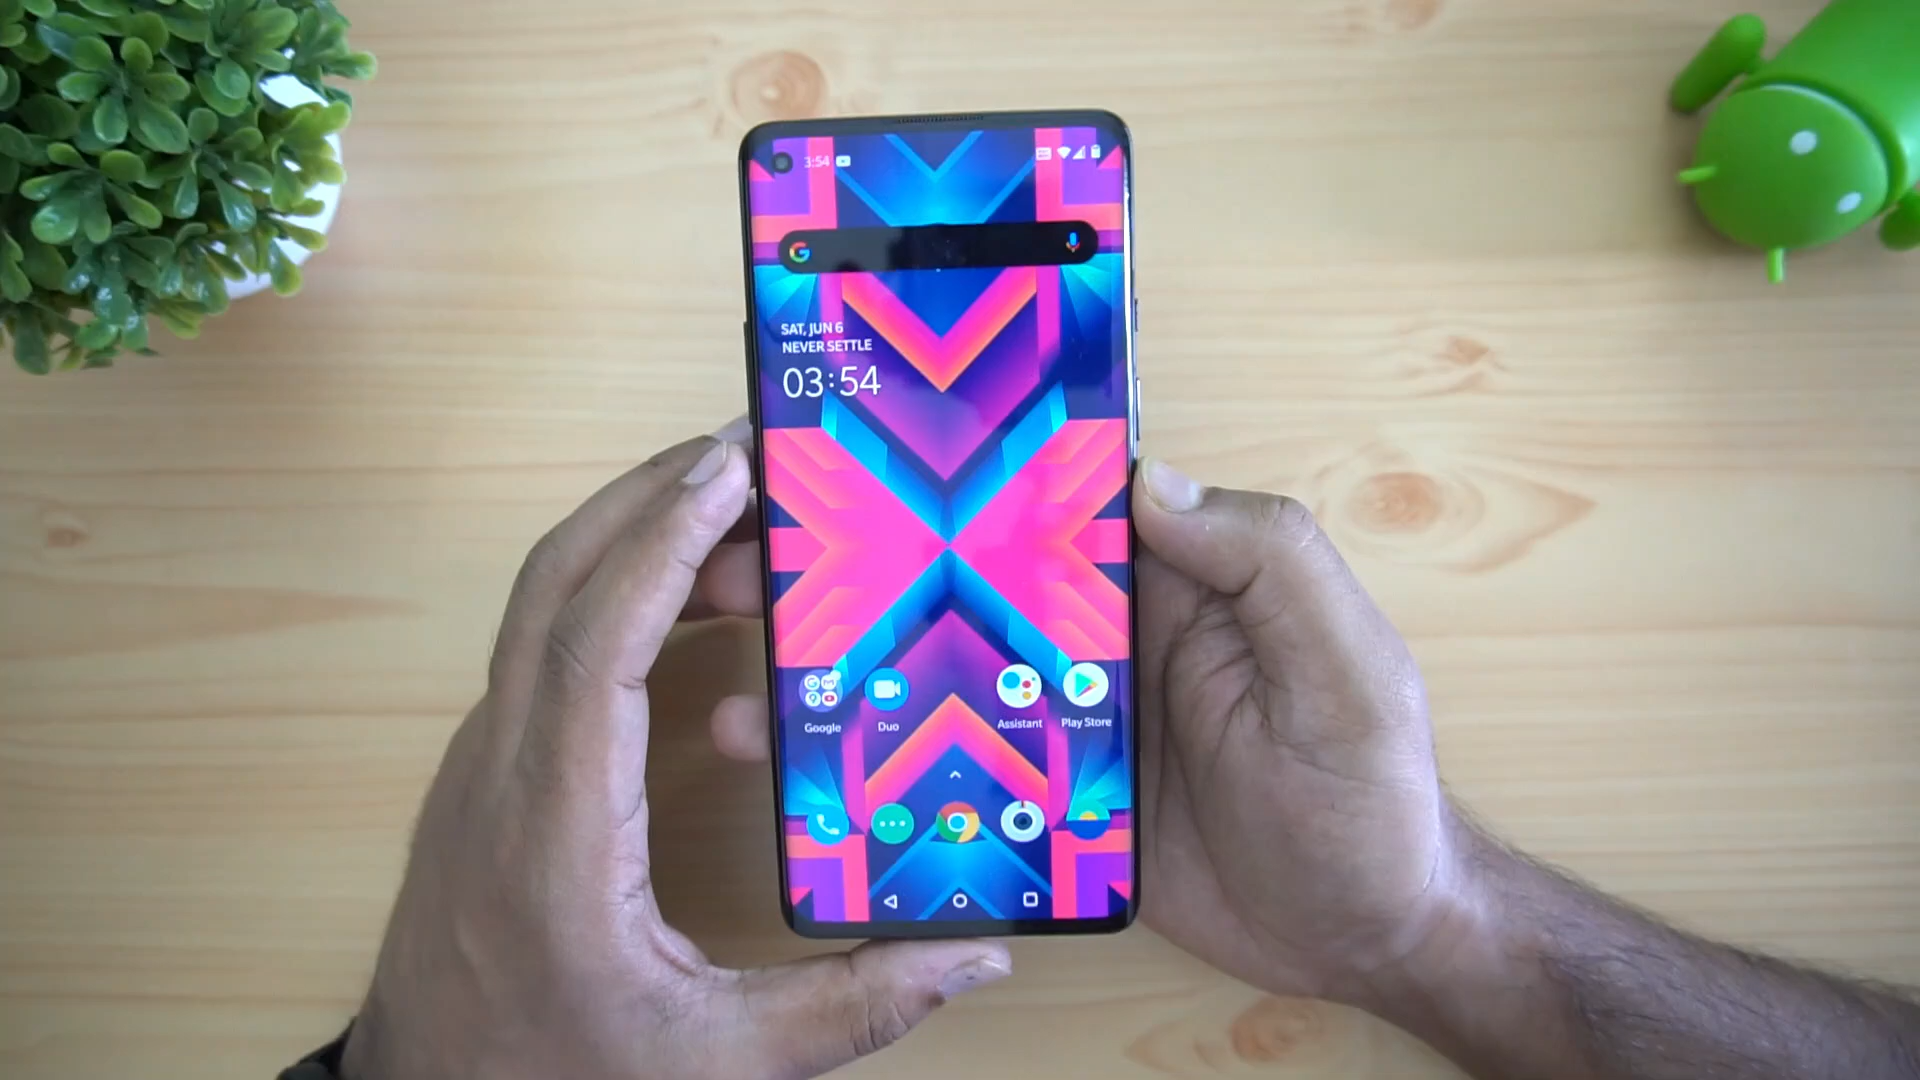 3:54
SAT, JUN 6
NEVER SETTLE
03:54
Google
Duo
Assistant
Play Store